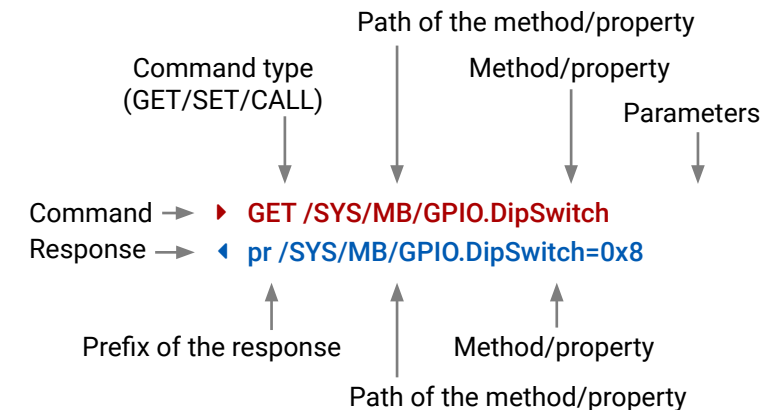 Path of the method/property
Command type
(GET/SET/CALL)
Method/property
Parameters
Command
GET /SYS/MB/GPIO.DipSwitch
Response
pr /SYS/MB/GPIO.DipSwitch=0x8
Prefix of the response
Method/property
Path of the method/property